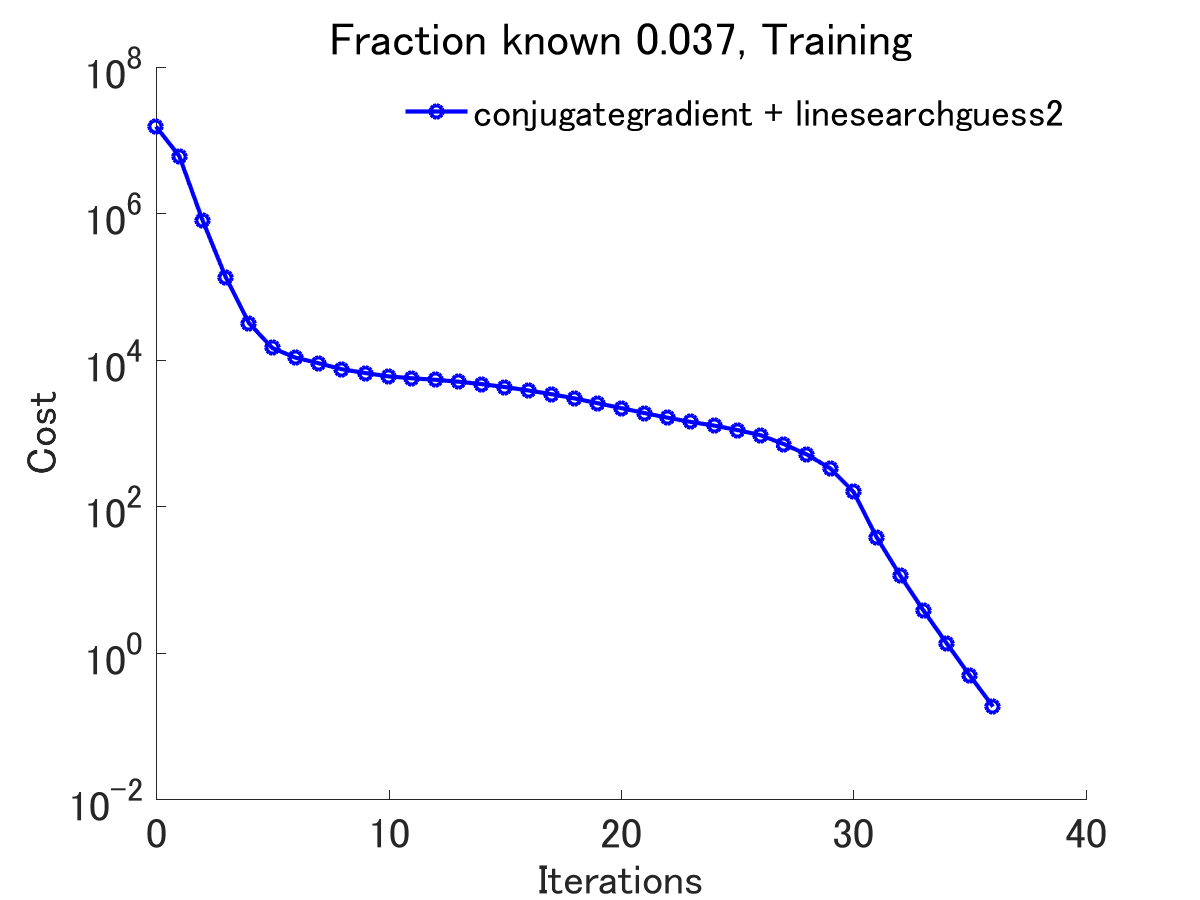 Fraction known 0.037, Training
conjugategradient + linesearchguess2
10^8
10^6
10^4
10^2
10^0
10^−2
Cost
0 10 20 30 40
Iterations